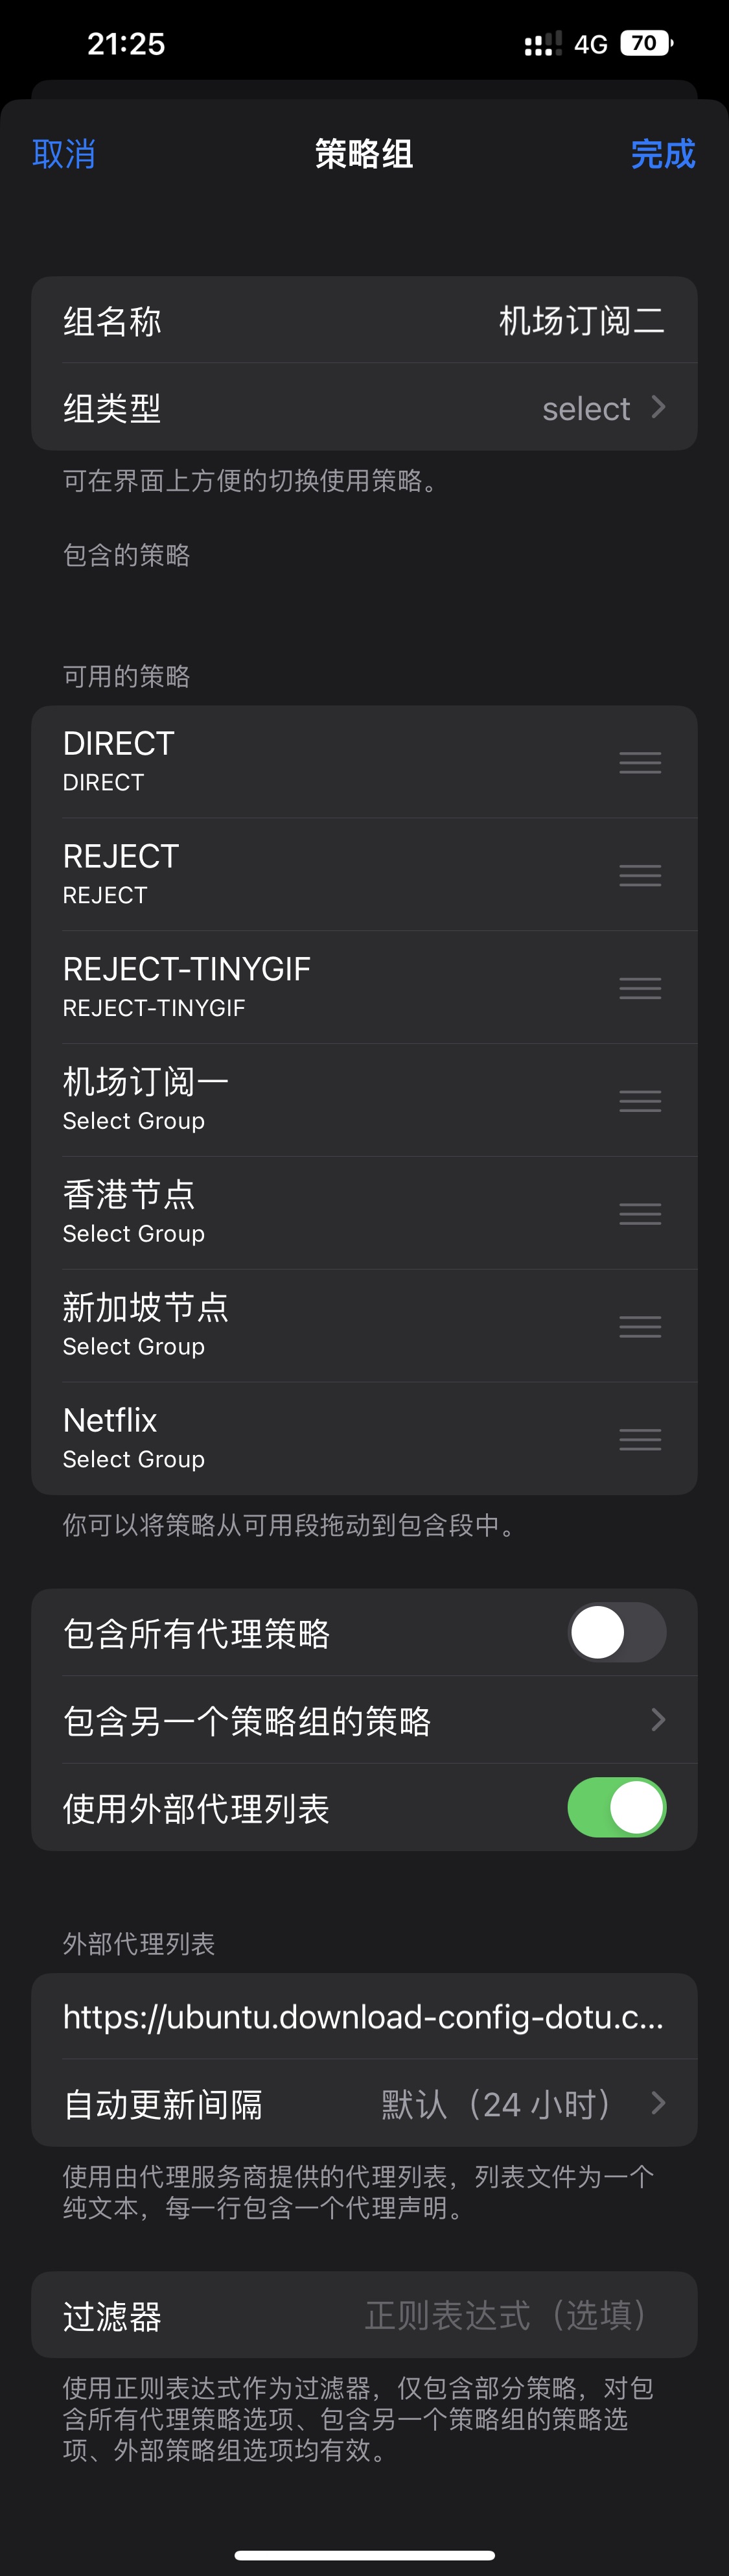 21:25
4G
70
取消
策略组
完成
组名称
机场订阅二
组类型
select
可在界面上方便的切换使用策略。
包含的策略
可用的策略
DIRECT
DIRECT
REJECT
REJECT
REJECT-TINYGIF
REJECT-TINYGIF
机场订阅一
Select Group
香港节点
Select Group
新加坡节点
Select Group
Netflix
Select Group
你可以将策略从可用段拖动到包含段中。
包含所有代理策略
包含另一个策略组的策略
使用外部代理列表
外部代理列表
https://ubuntu.download-config-dotu.c...
自动更新间隔
默认（24 小时）
使用由代理服务商提供的代理列表，列表文件为一个
纯文本，每一行包含一个代理声明。
过滤器
正则表达式（选填）
使用正则表达式作为过滤器，仅包含部分策略，对包
含所有代理策略选项、包含另一个策略组的策略选
项、外部策略组选项均有效。